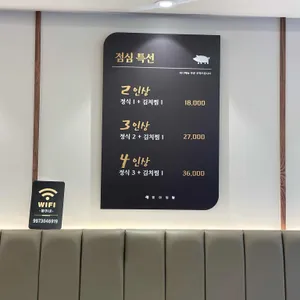 점심 특선
2인상
정식 1 + 김치찜 1
18,000
3인상
정식 2 + 김치찜 1
27,000
4인상
정식 3 + 김치찜 1
36,000
WiFi